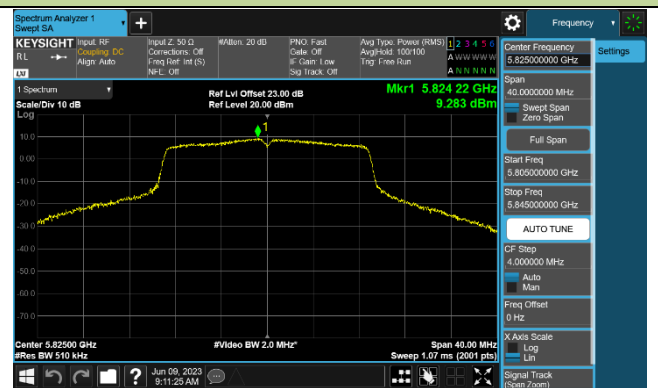 Spectrum Analyzer 1
Swept SA
Frequency
KEYSIGHT
RL
LXI
Input: RF
Coupling: DC
Align: Auto
Input Z: 50 Ω
Corrections: Off
Freq Ref: Int (S)
NFE: Off
#Atten: 20 dB
PNO: Fast
Gate: Off
IF Gain: Low
Sig Track: Off
Avg Type: Power (RMS)
Avg|Hold: 100/100
Trig: Free Run
1 2 3 4 5 6
A W W W W W
A N N N N N
1 Spectrum
Scale/Div 10 dB
Log
Ref Lvl Offset 23.00 dB
Ref Level 20.00 dBm
Mkr1 5.824 22 GHz
9.283 dBm
1
10.0
0.00
-10.0
-20.0
-30.0
-40.0
-50.0
-60.0
-70.0
Center 5.82500 GHz
#Res BW 510 kHz
#Video BW 2.0 MHz*
Span 40.00 MHz
Sweep 1.07 ms (2001 pts)
Center Frequency
5.825000000 GHz
Settings
Span
40.0000000 MHz
Swept Span
Zero Span
Full Span
Start Freq
5.805000000 GHz
Stop Freq
5.845000000 GHz
AUTO TUNE
CF Step
4.000000 MHz
Auto
Man
Freq Offset
0 Hz
X Axis Scale
Log
Lin
Signal Track
(Span Zoom)
?
Jun 09, 2023
9:11:25 AM